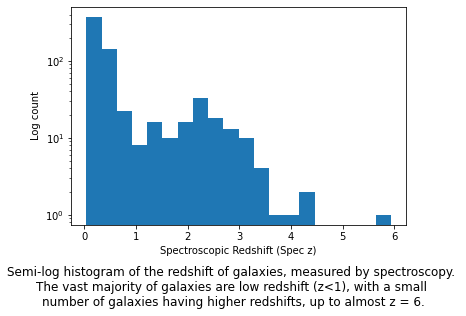 10²
10¹
10⁰
Log count
0 1 2 3 4 5 6
Spectroscopic Redshift (Spec z)
Semi-log histogram of the redshift of galaxies, measured by spectroscopy.
The vast majority of galaxies are low redshift (z<1), with a small
number of galaxies having higher redshifts, up to almost z = 6.